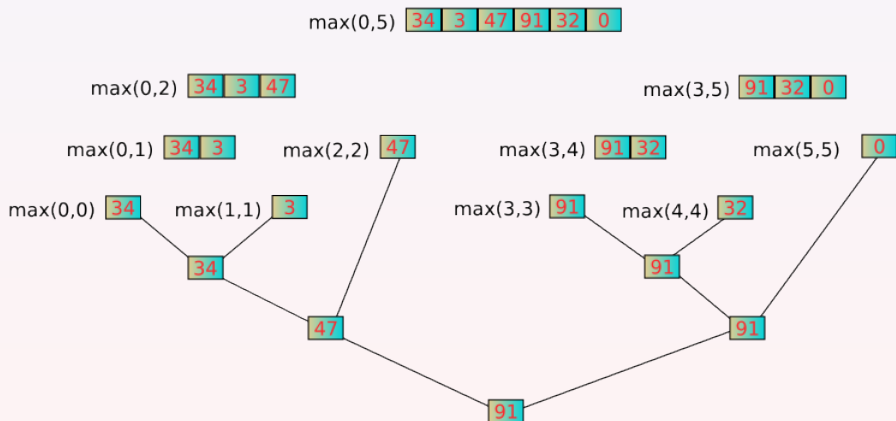 max(0,5) 34 3 47 91 32 0
max(0,2) 34 3 47 max(3,5) 91 32 0
max(0,1) 34 3 max(2,2) 47 max(3,4) 91 32 max(5,5) 0
max(0,0) 34 max(1,1) 3 max(3,3) 91 max(4,4) 32
34 91
47 91
91